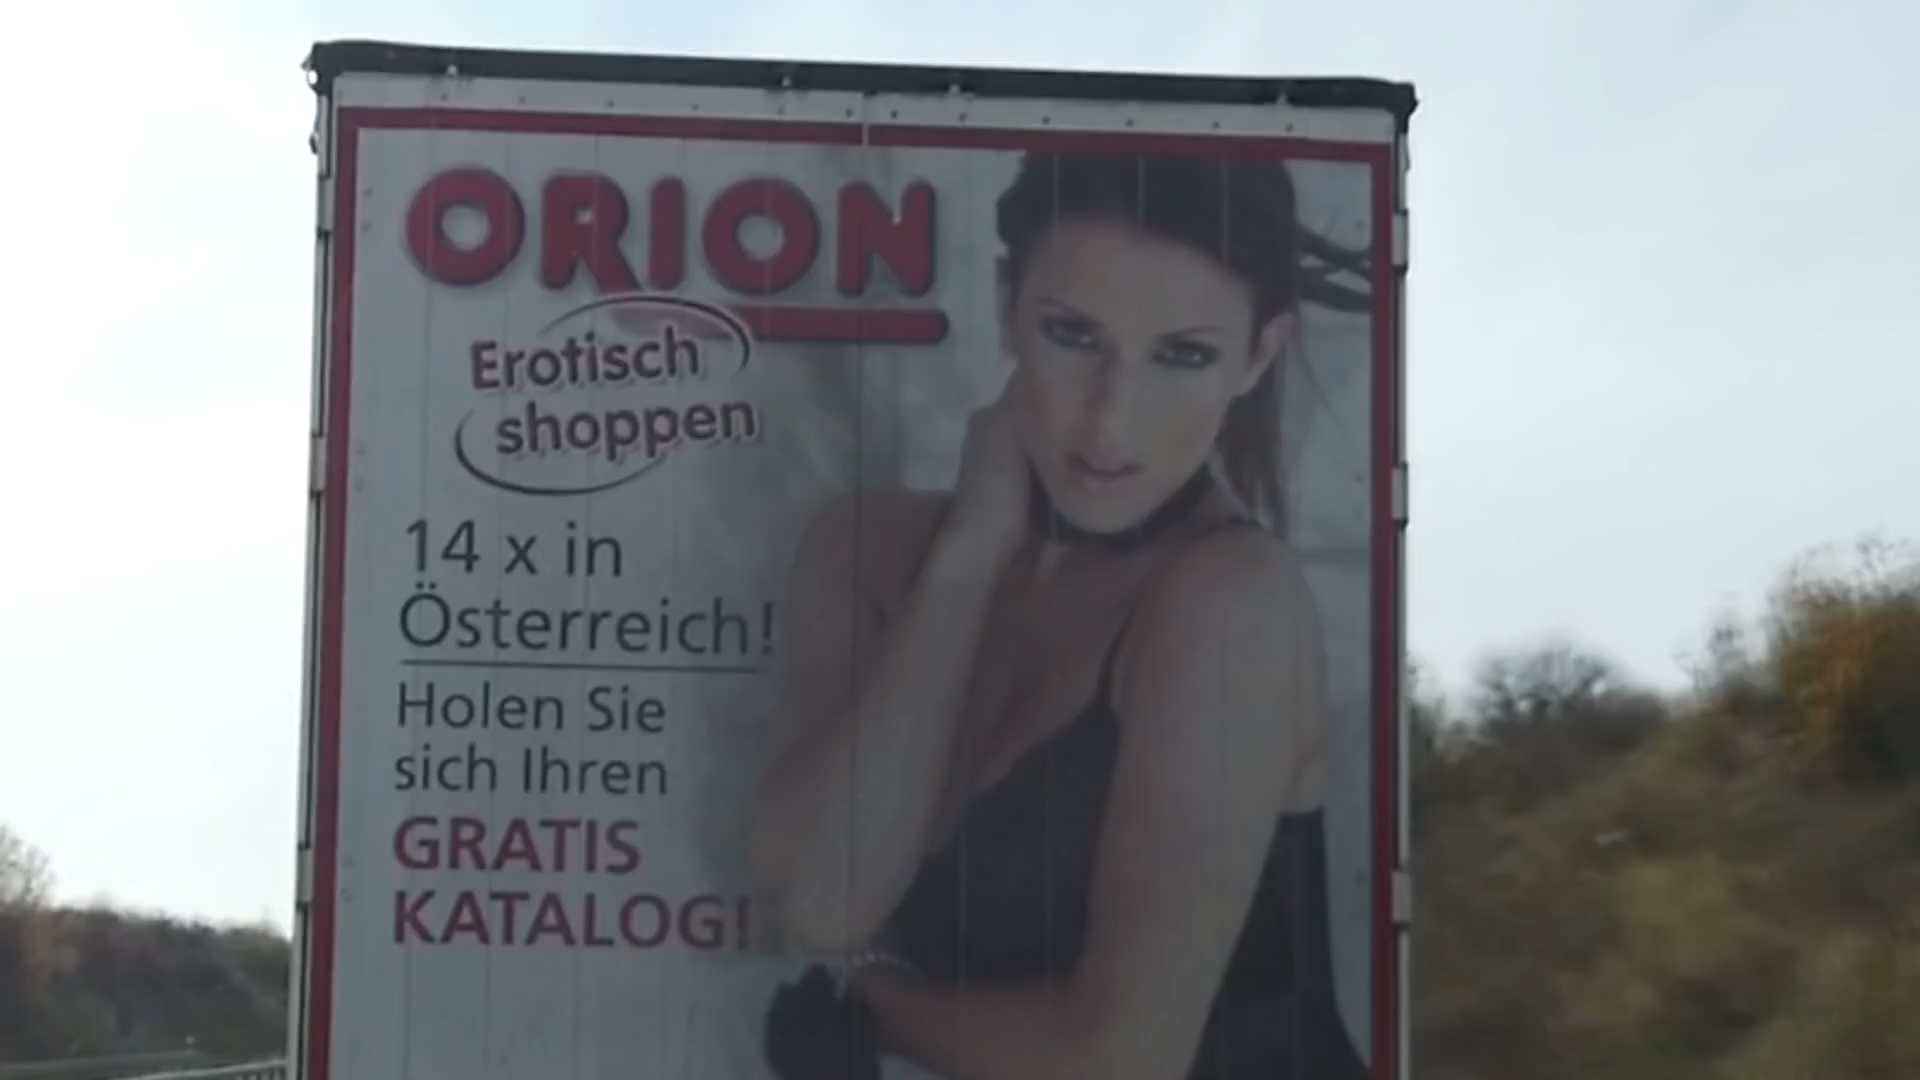 ORION
Erotisch
shoppen
14 x in
Österreich!
Holen Sie
sich Ihren
GRATIS
KATALOG!